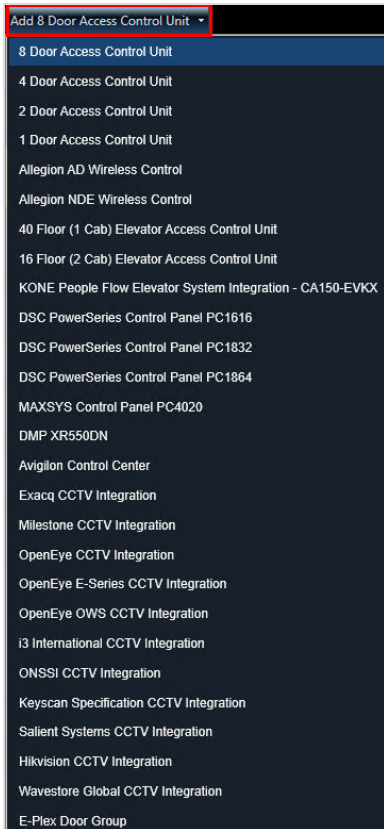 Add 8 Door Access Control Unit
8 Door Access Control Unit
4 Door Access Control Unit
2 Door Access Control Unit
1 Door Access Control Unit
Allegion AD Wireless Control
Allegion NDE Wireless Control
40 Floor (1 Cab) Elevator Access Control Unit
16 Floor (2 Cab) Elevator Access Control Unit
KONE People Flow Elevator System Integration - CA150-EVKX
DSC PowerSeries Control Panel PC1616
DSC PowerSeries Control Panel PC1832
DSC PowerSeries Control Panel PC1864
MAXSYS Control Panel PC4020
DMP XR550DN
Avigilon Control Center
Exacq CCTV Integration
Milestone CCTV Integration
OpenEye CCTV Integration
OpenEye E-Series CCTV Integration
OpenEye OWS CCTV Integration
i3 International CCTV Integration
ONSSI CCTV Integration
Keyscan Specification CCTV Integration
Salient Systems CCTV Integration
Hikvision CCTV Integration
Wavestore Global CCTV Integration
E-Plex Door Group